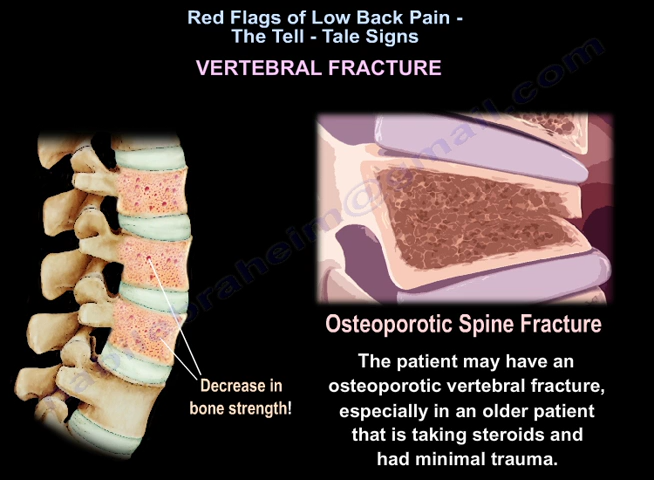 Red Flags of Low Back Pain -
The Tell - Tale Signs
VERTEBRAL FRACTURE
Decrease in
bone strength!
Osteoporotic Spine Fracture
The patient may have an
osteoporotic vertebral fracture,
especially in an older patient
that is taking steroids and
had minimal trauma.